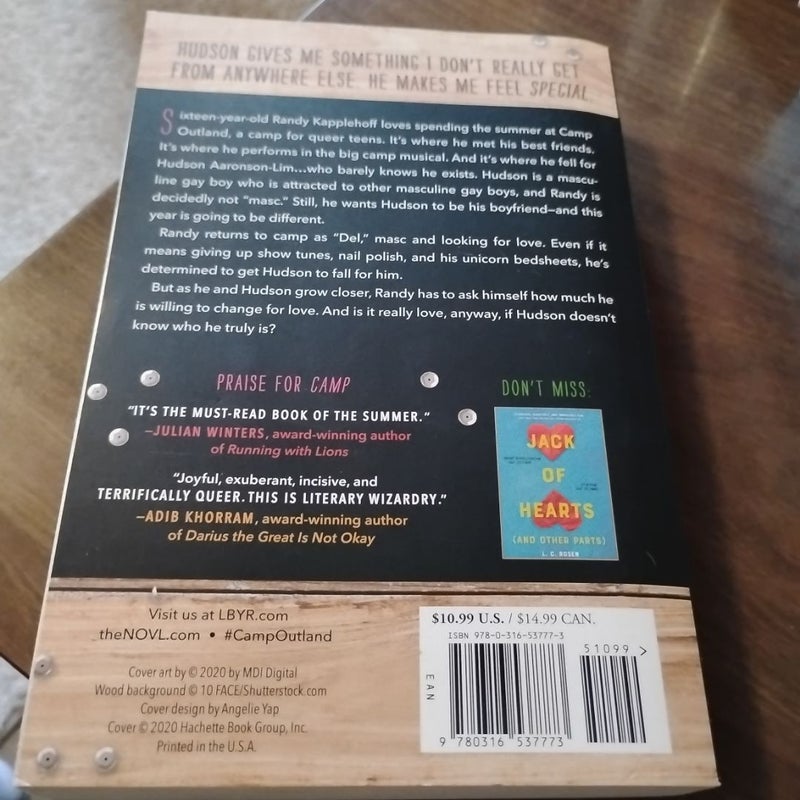 HUDSON GIVES ME SOMETHING I DON'T REALLY GET
FROM ANYWHERE ELSE. HE MAKES ME FEEL SPECIAL.
Sixteen-year-old Randy Kapplehoff loves spending the summer at Camp
Outland, a camp for queer teens. It's where he met his best friends.
It's where he performs in the big camp musical. And it's where he fell for
Hudson Aaronson-Lim...who barely knows he exists. Hudson is a mascu-
line gay boy who is attracted to other masculine gay boys, and Randy is
decidedly not "masc." Still, he wants Hudson to be his boyfriend—and this
year is going to be different.
Randy returns to camp as "Del," masc and looking for love. Even if it
means giving up show tunes, nail polish, and his unicorn bedsheets, he's
determined to get Hudson to fall for him.
But as he and Hudson grow closer, Randy has to ask himself how much he
is willing to change for love. And is it really love, anyway, if Hudson doesn't
know who he truly is?
PRAISE FOR CAMP
"IT'S THE MUST-READ BOOK OF THE SUMMER."
—JULIAN WINTERS, award-winning author
of Running with Lions
"Joyful, exuberant, incisive, and
TERRIFICALLY QUEER. THIS IS LITERARY WIZARDRY."
—ADIB KHORRAM, award-winning author
of Darius the Great Is Not Okay
DON'T MISS:
JACK
OF
HEARTS
(AND OTHER PARTS)
L. C. ROSEN
Visit us at LBYR.com
theNOVL.com • #CampOutland
Cover art by © 2020 by MDI Digital
Wood background © 10 FACE/Shutterstock.com
Cover design by Angelie Yap
Cover © 2020 Hachette Book Group, Inc.
Printed in the U.S.A.
$10.99 U.S. / $14.99 CAN.
ISBN 978-0-316-53777-3
51099 >
EAN
9 780316 537773